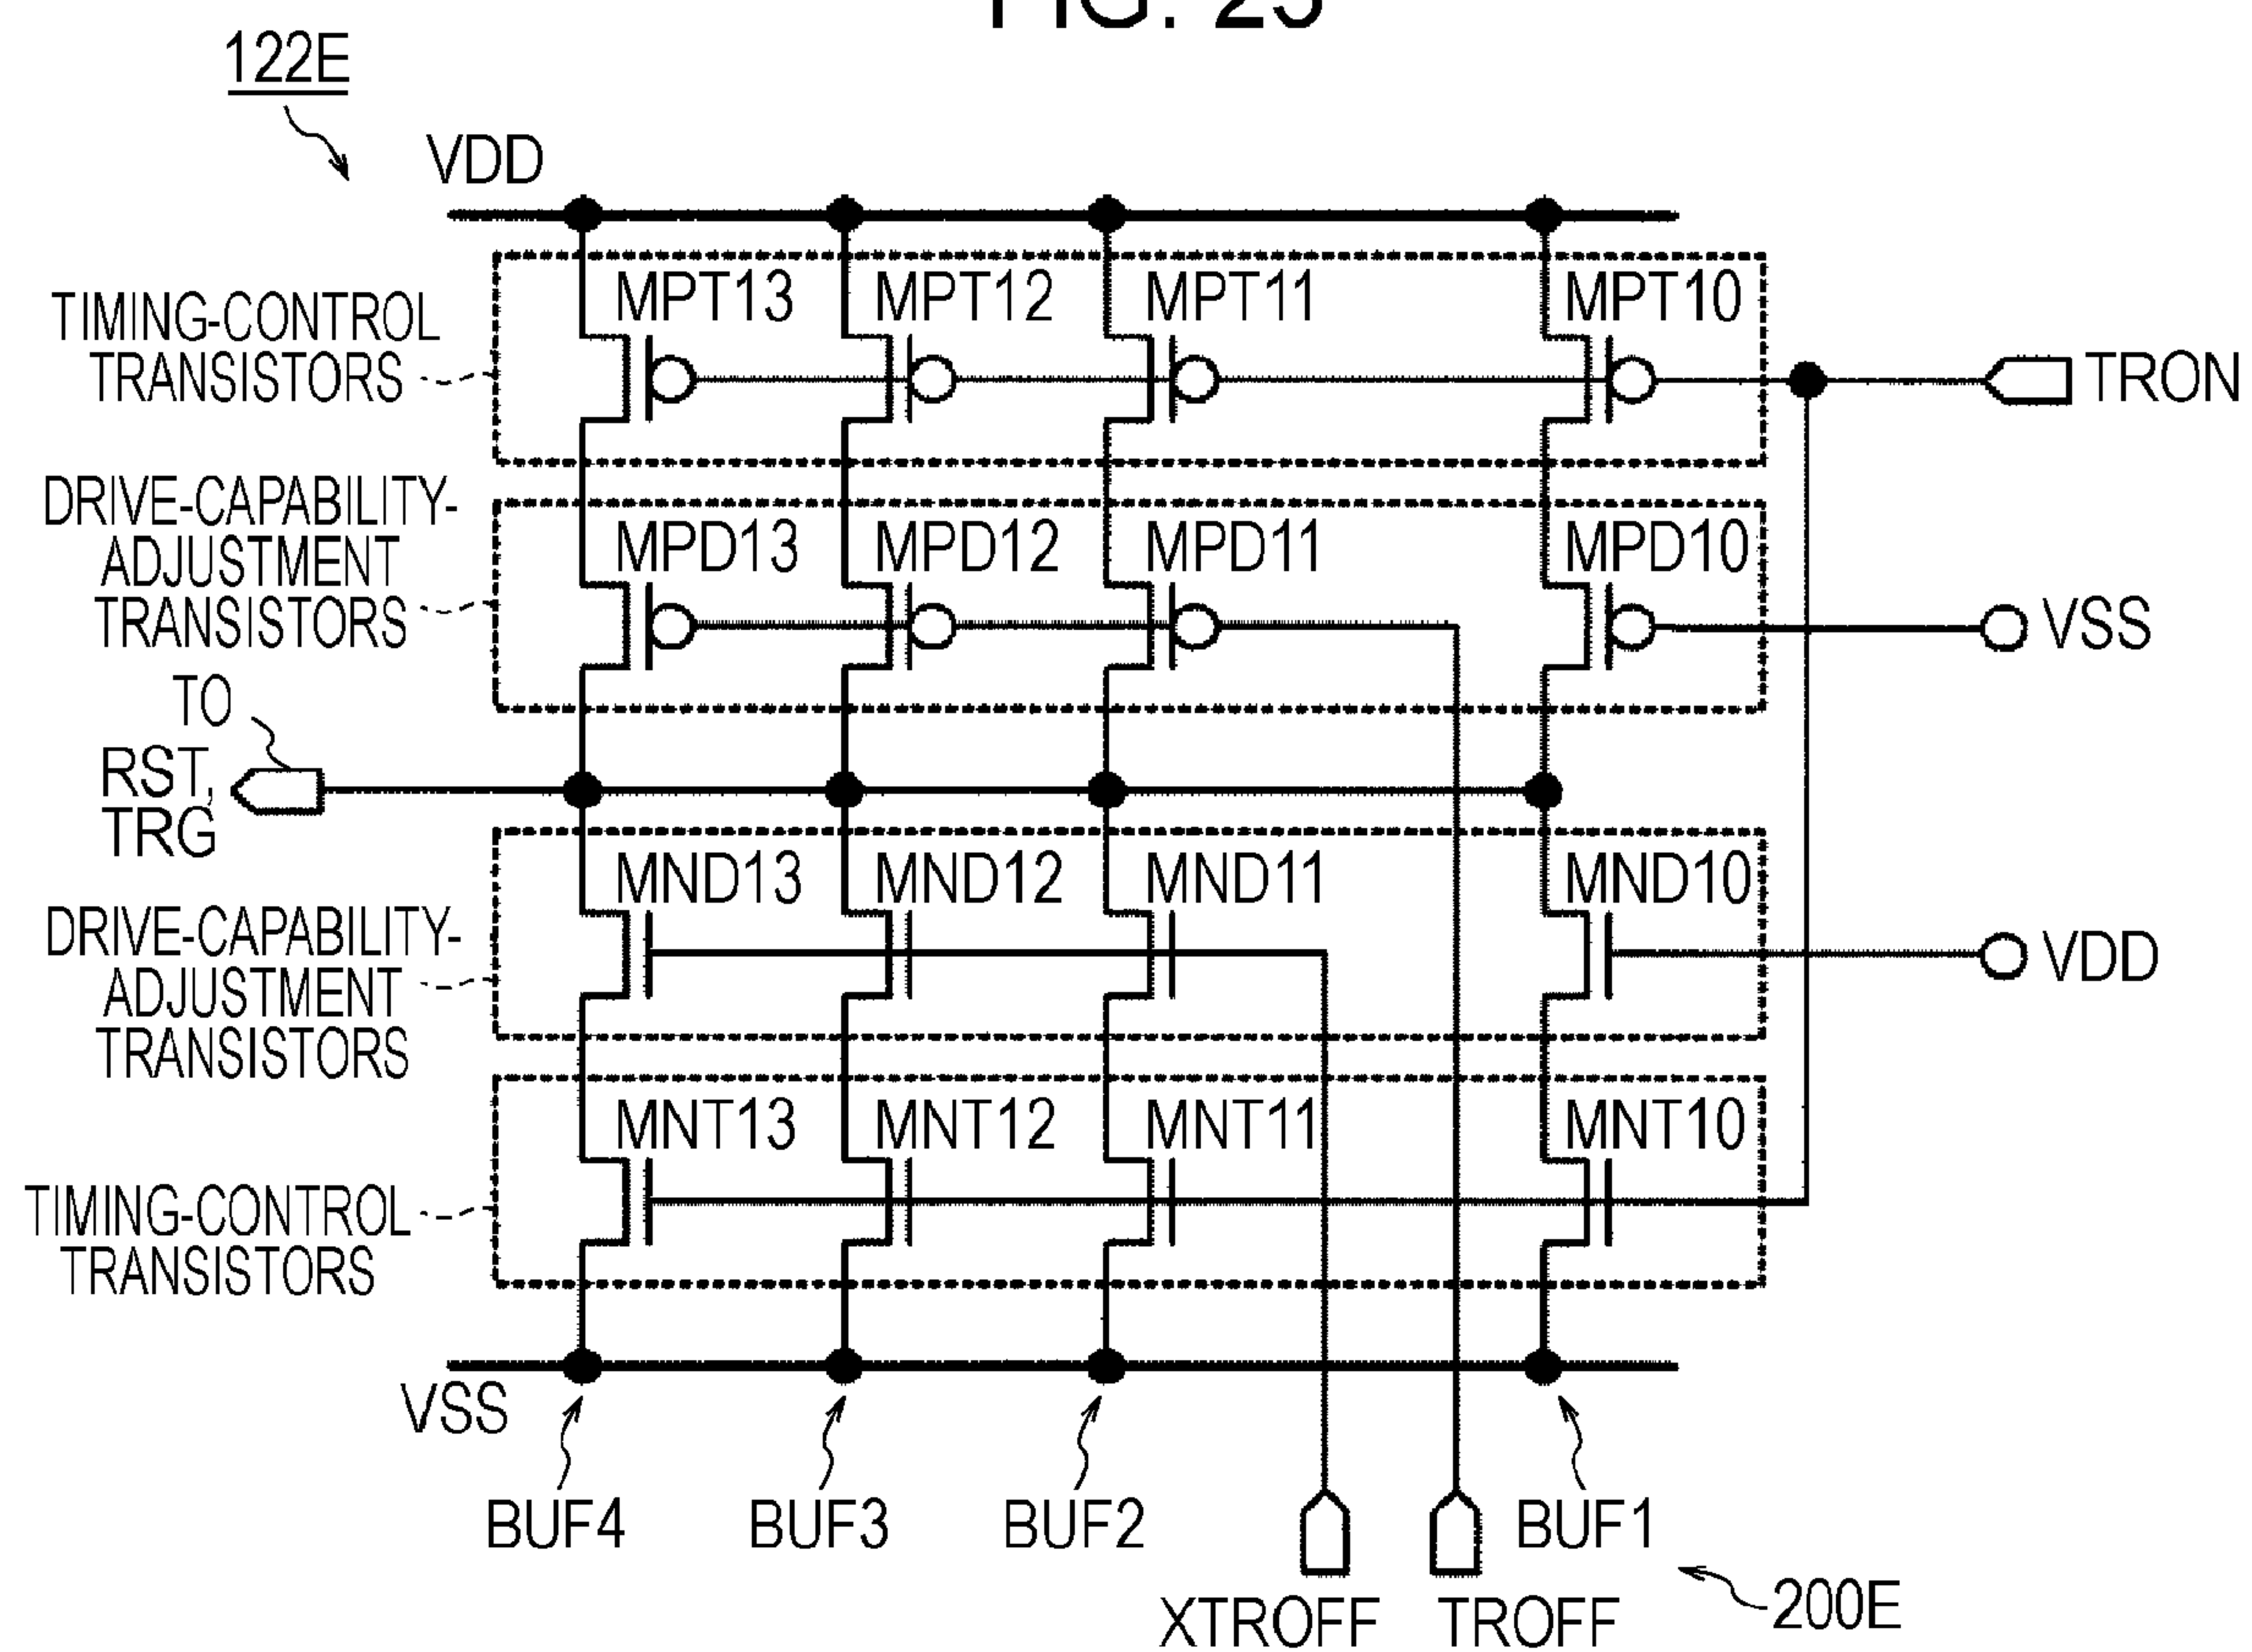 FIG. 25
122E
VDD
TIMING-CONTROL
TRANSISTORS
MPT13 MPT12 MPT11 MPT10
TRON
DRIVE-CAPABILITY-
ADJUSTMENT
TRANSISTORS
MPD13 MPD12 MPD11 MPD10
VSS
TO
RST,
TRG
MND13 MND12 MND11 MND10
DRIVE-CAPABILITY-
ADJUSTMENT
TRANSISTORS
VDD
MNT13 MNT12 MNT11 MNT10
TIMING-CONTROL
TRANSISTORS
VSS
BUF4 BUF3 BUF2 BUF1
XTROFF TROFF
200E